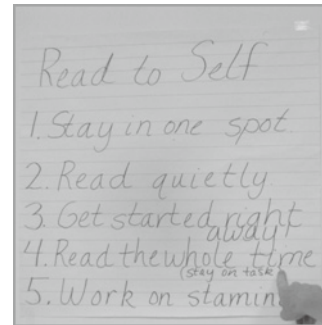 Read to Self
1. Stay in one spot
2. Read quietly
3. Get started right
away
4. Read the whole time
(stay on task)
5. Work on stamin